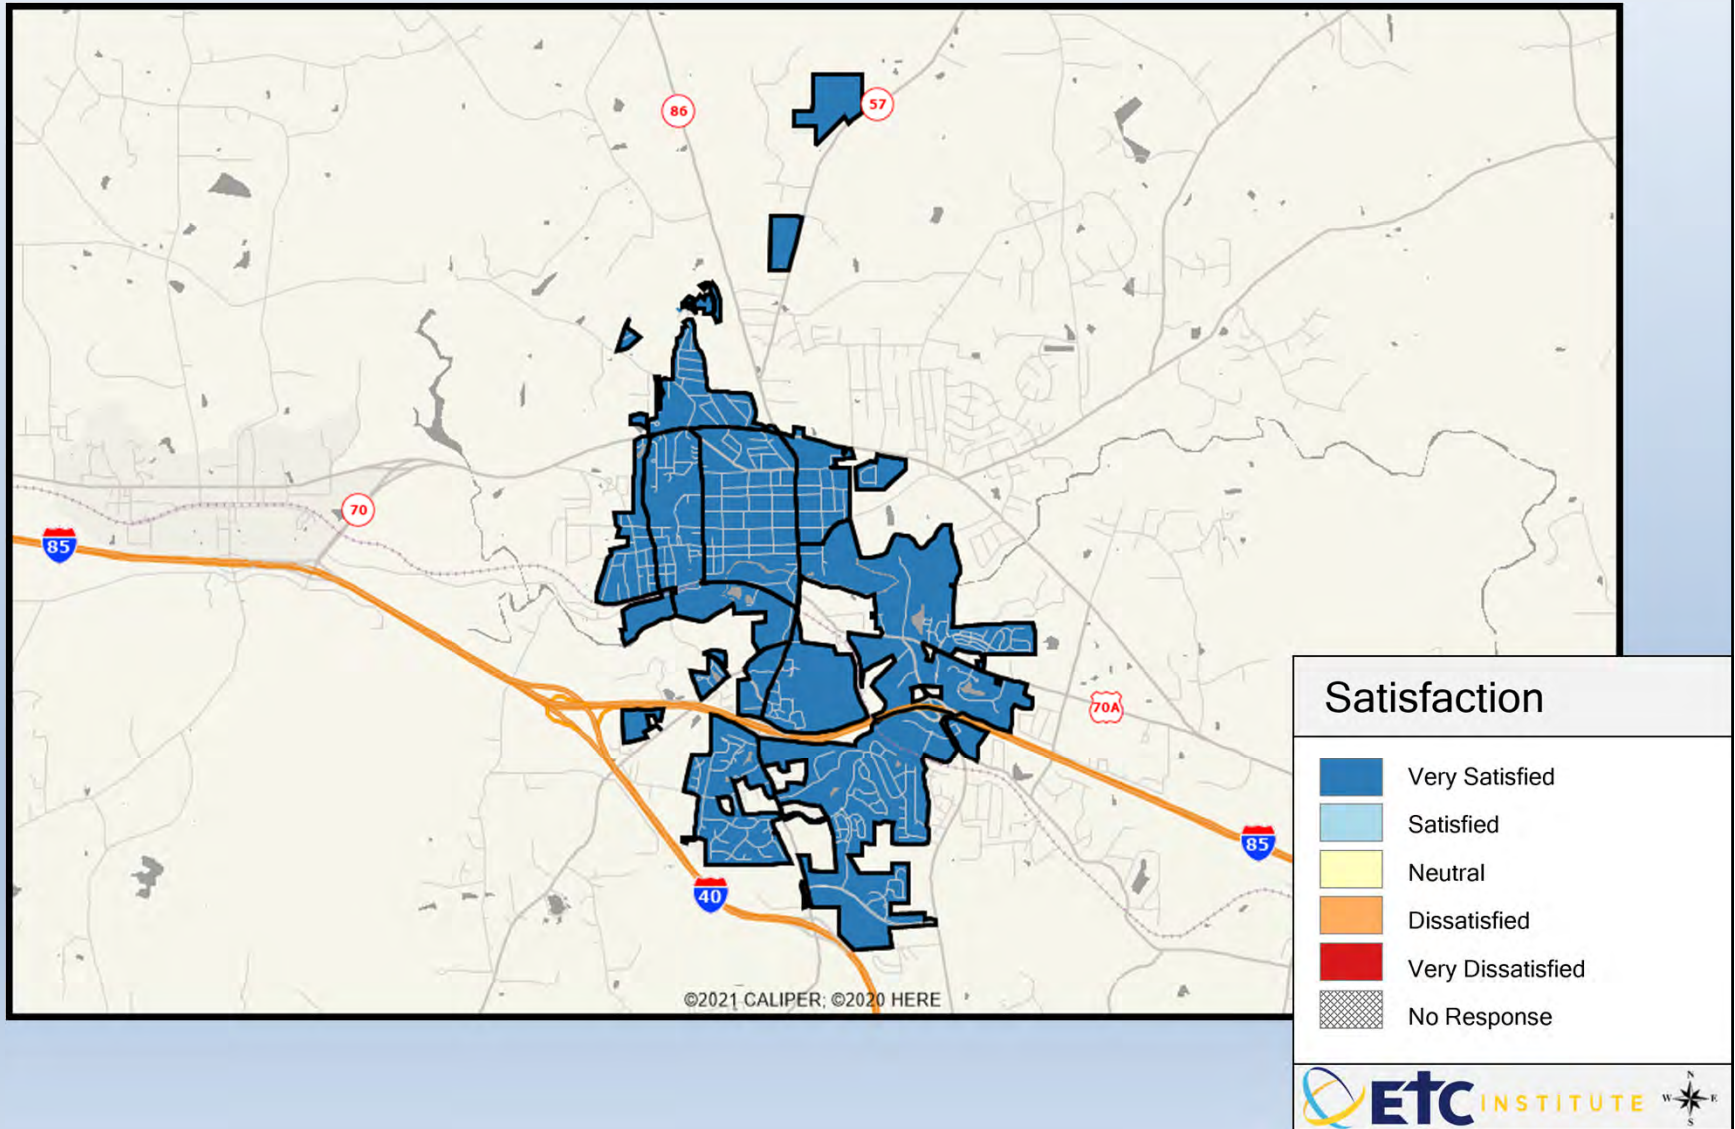 86
57
70
85
70A
85
40
©2021 CALIPER; ©2020 HERE
Satisfaction
Very Satisfied
Satisfied
Neutral
Dissatisfied
Very Dissatisfied
No Response
ETC INSTITUTE
N
W E
S